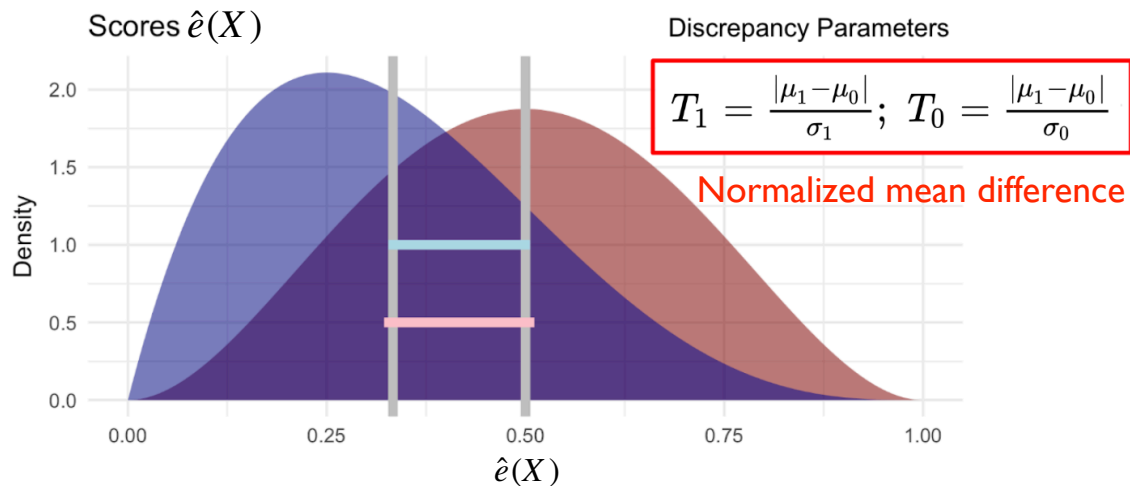 Scores ê(X)
Discrepancy Parameters
T₁ = |μ₁−μ₀| / σ₁ ; T₀ = |μ₁−μ₀| / σ₀
Normalized mean difference
Density
2.0
1.5
1.0
0.5
0.0
0.00 0.25 0.50 0.75 1.00
ê(X)